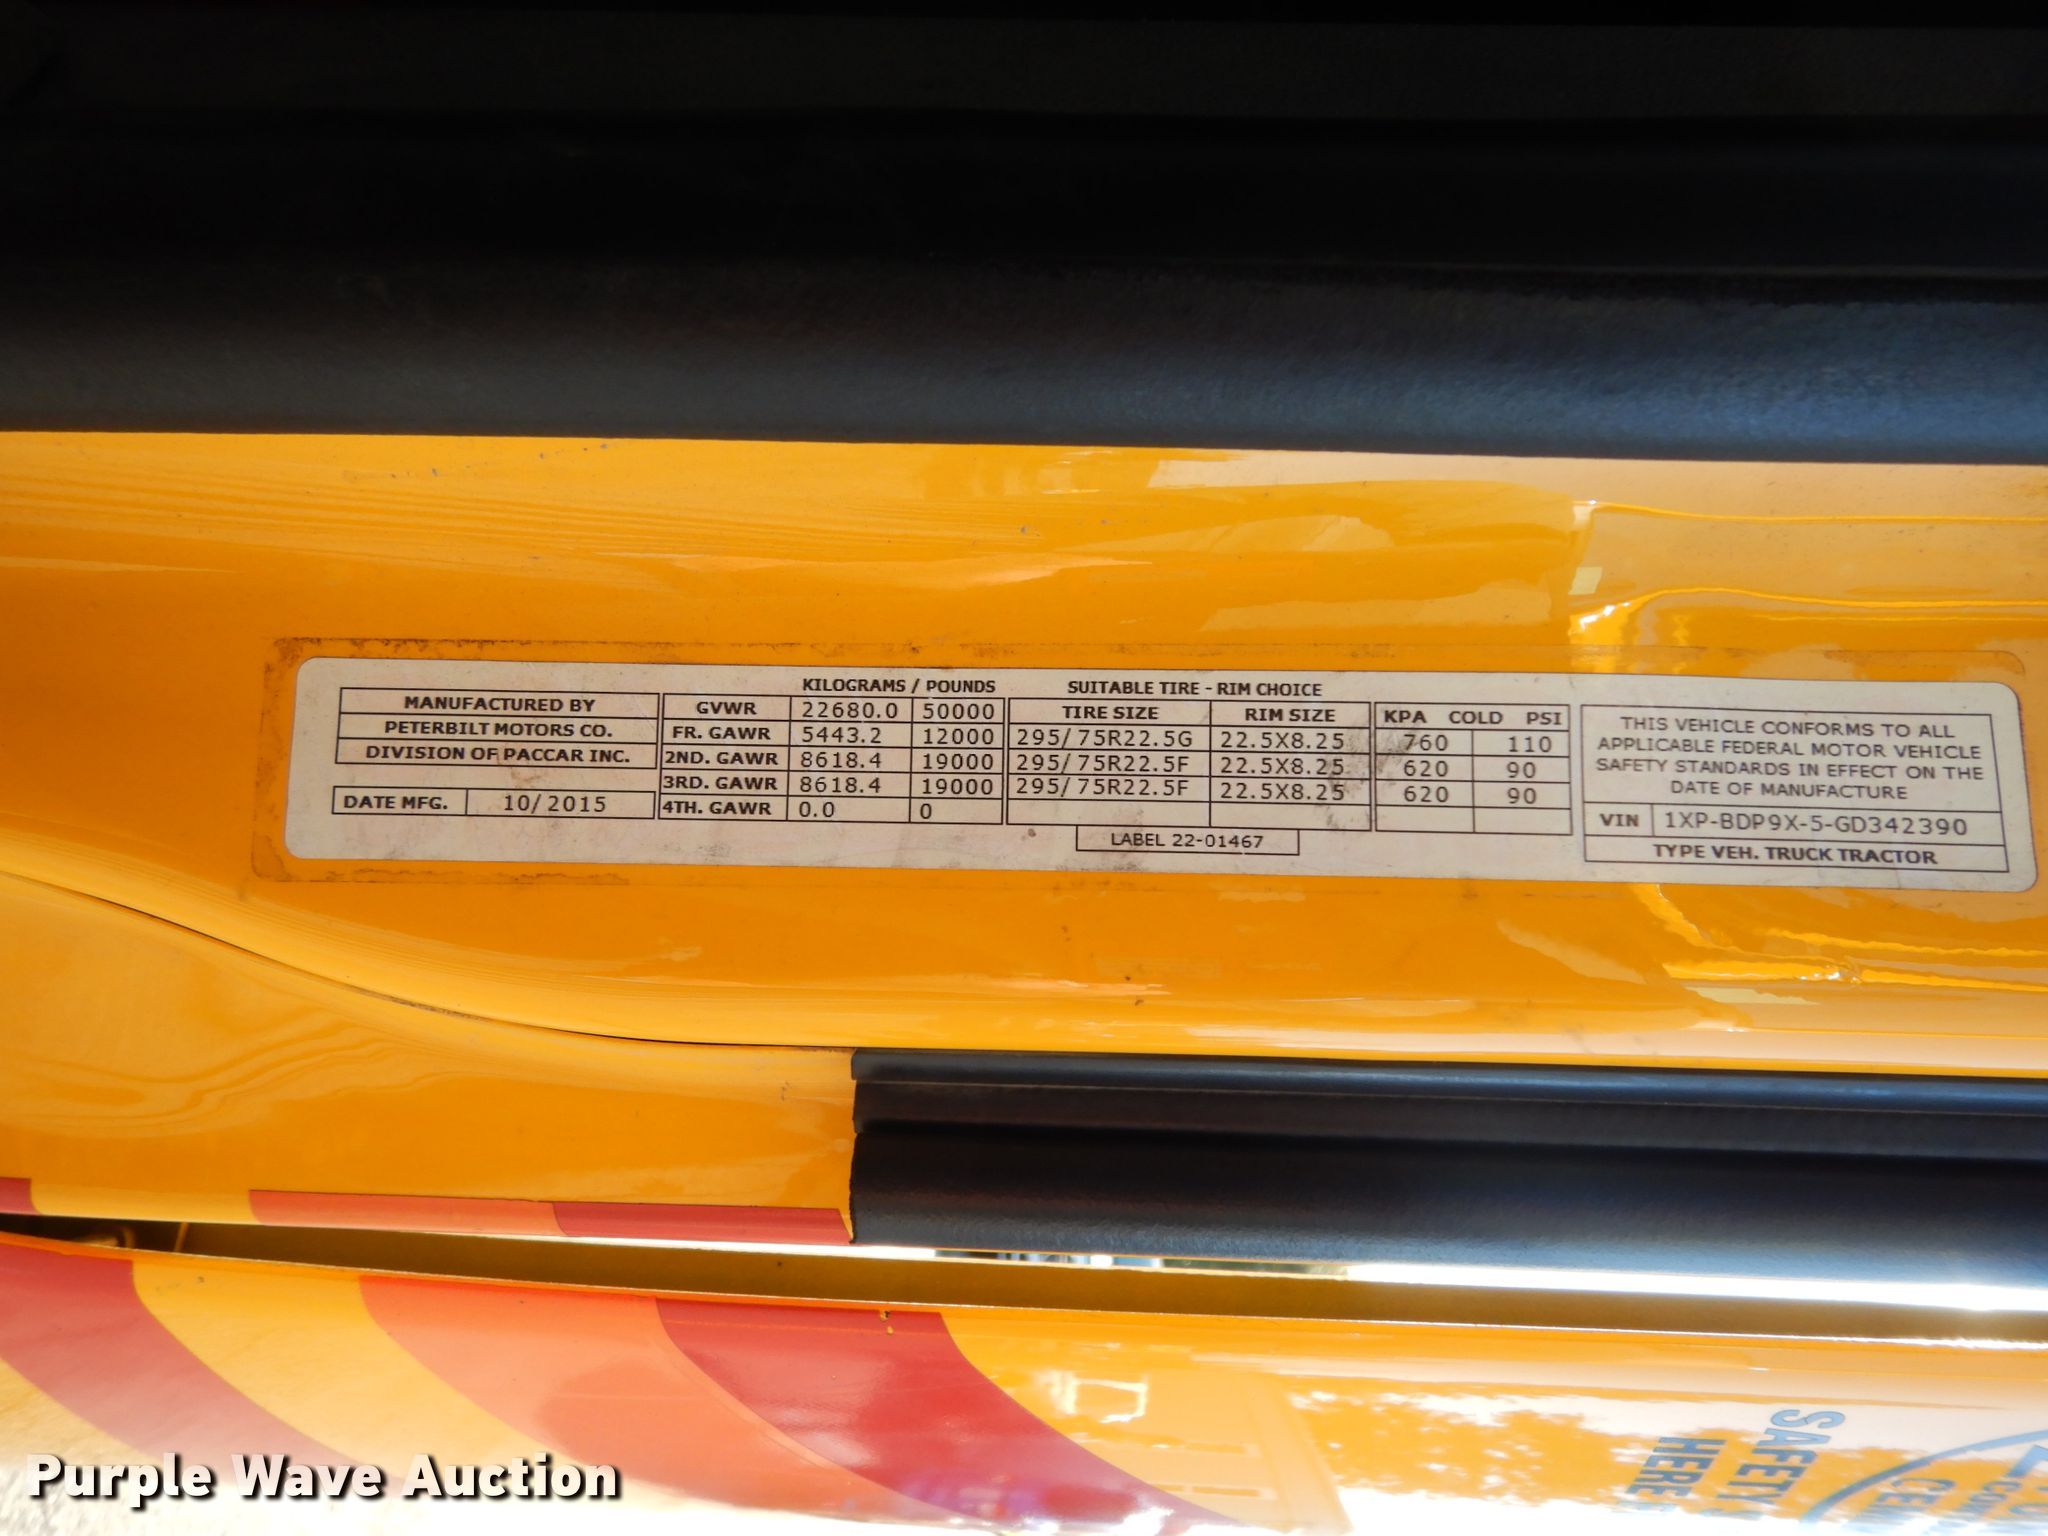 KILOGRAMS / POUNDS SUITABLE TIRE - RIM CHOICE
MANUFACTURED BY
PETERBILT MOTORS CO.
DIVISION OF PACCAR INC.
DATE MFG. 10/2015
GVWR 22680.0 50000 TIRE SIZE RIM SIZE KPA COLD PSI
FR. GAWR 5443.2 12000 295/75R22.5G 22.5X8.25 760 110
2ND. GAWR 8618.4 19000 295/75R22.5F 22.5X8.25 620 90
3RD. GAWR 8618.4 19000 295/75R22.5F 22.5X8.25 620 90
4TH. GAWR 0.0 0
LABEL 22-01467
THIS VEHICLE CONFORMS TO ALL
APPLICABLE FEDERAL MOTOR VEHICLE
SAFETY STANDARDS IN EFFECT ON THE
DATE OF MANUFACTURE
VIN 1XP-BDP9X-5-GD342390
TYPE VEH. TRUCK TRACTOR
SAFETY
HERE
Purple Wave Auction